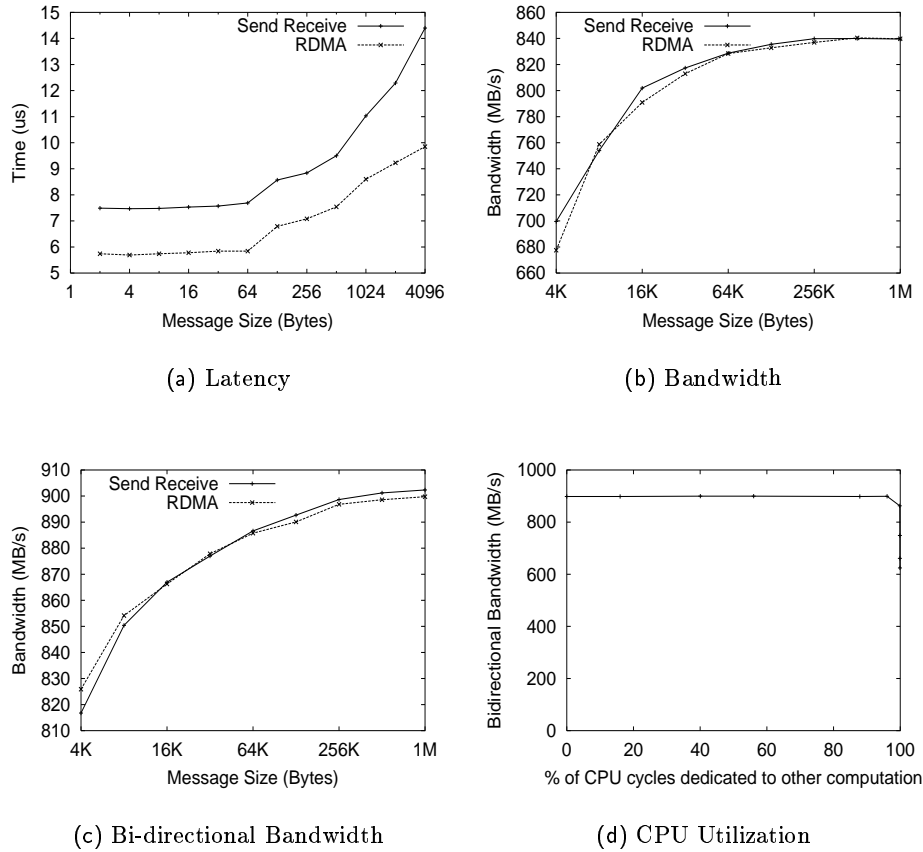 15
14
13
12
11
10
9
8
7
6
5
Time (us)
Send Receive
RDMA
1 4 16 64 256 1024 4096
Message Size (Bytes)
(a) Latency
860
840
820
800
780
760
740
720
700
680
660
Bandwidth (MB/s)
Send Receive
RDMA
4K 16K 64K 256K 1M
Message Size (Bytes)
(b) Bandwidth
910
900
890
880
870
860
850
840
830
820
810
Bandwidth (MB/s)
Send Receive
RDMA
4K 16K 64K 256K 1M
Message Size (Bytes)
(c) Bi-directional Bandwidth
1000
800
600
400
200
0
Bidirectional Bandwidth (MB/s)
0 20 40 60 80 100
% of CPU cycles dedicated to other computation
(d) CPU Utilization